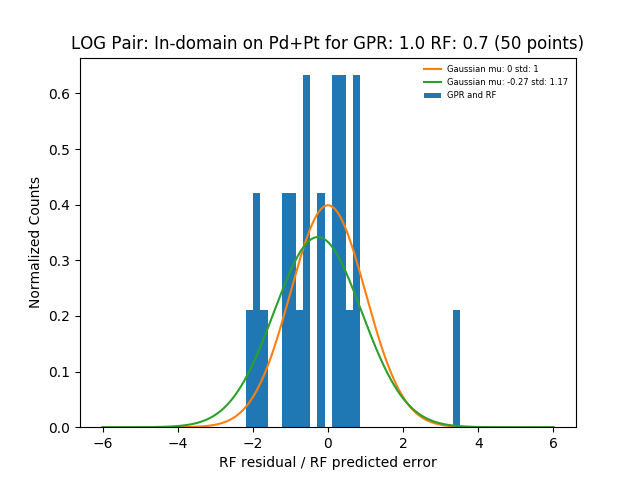 LOG Pair: In-domain on Pd+Pt for GPR: 1.0 RF: 0.7 (50 points)
Gaussian mu: 0 std: 1
Gaussian mu: -0.27 std: 1.17
GPR and RF
Normalized Counts
0.6
0.5
0.4
0.3
0.2
0.1
0.0
−6 −4 −2 0 2 4 6
RF residual / RF predicted error